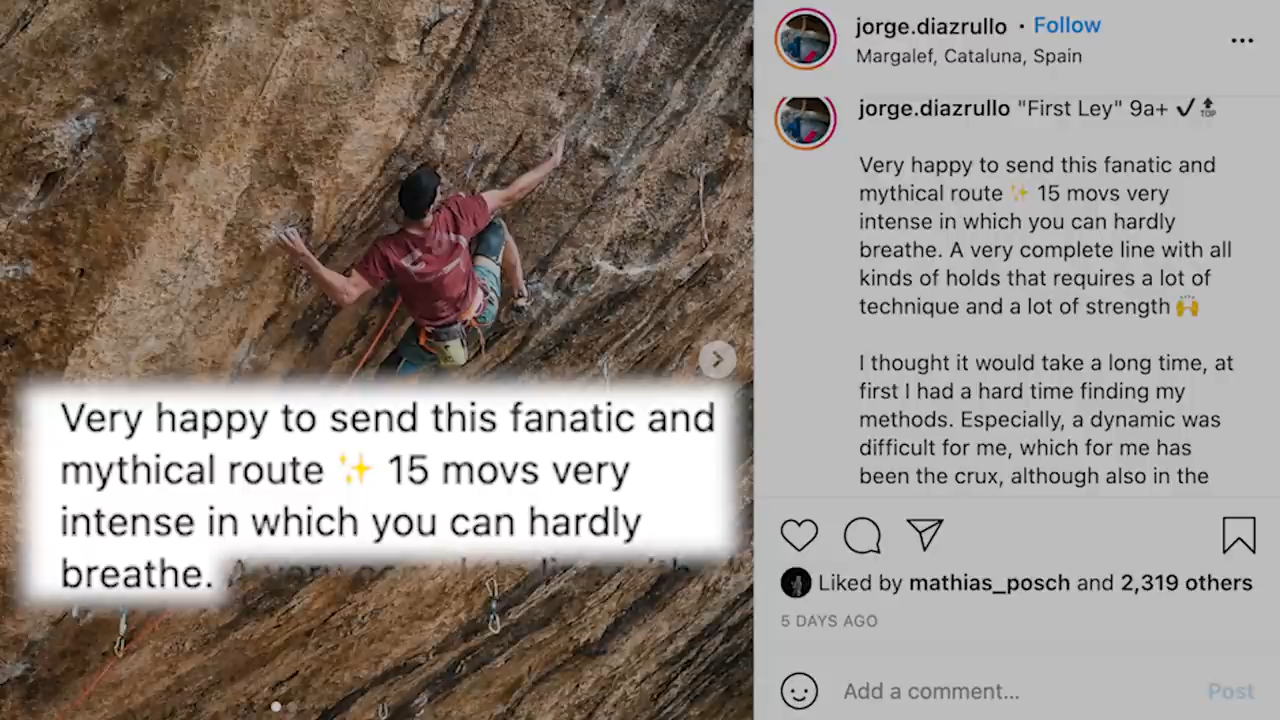 jorge.diazrullo • Follow
Margalef, Cataluna, Spain
jorge.diazrullo "First Ley" 9a+ ✔ 🔝
Very happy to send this fanatic and
mythical route ✨ 15 movs very
intense in which you can hardly
breathe. A very complete line with all
kinds of holds that requires a lot of
technique and a lot of strength 🙌
I thought it would take a long time, at
first I had a hard time finding my
methods. Especially, a dynamic was
difficult for me, which for me has
been the crux, although also in the
Liked by mathias_posch and 2,319 others
5 DAYS AGO
Add a comment...
Post
Very happy to send this fanatic and
mythical route ✨ 15 movs very
intense in which you can hardly
breathe.